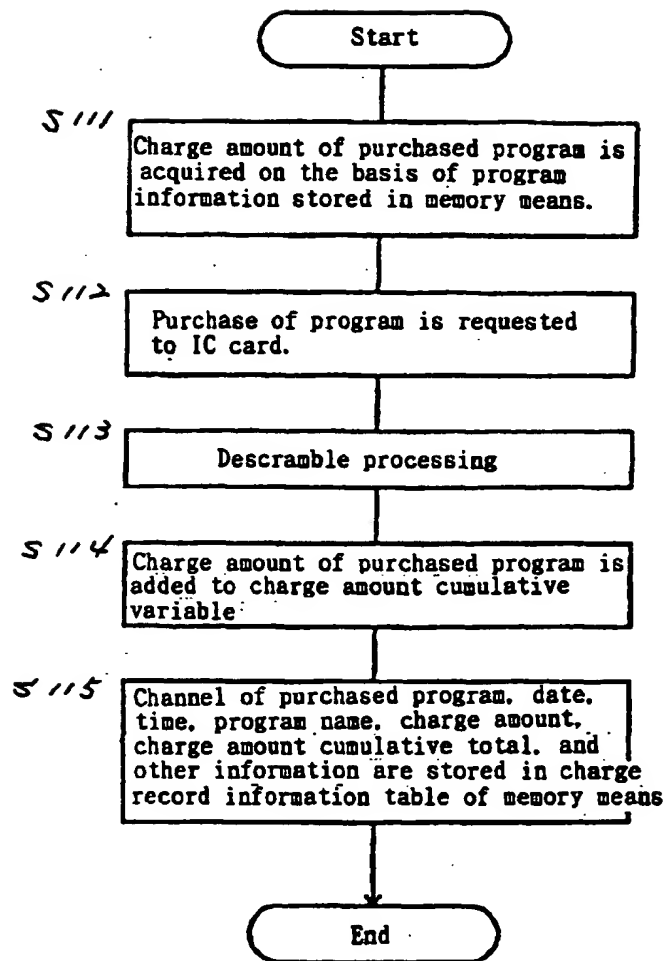 Start
S111
Charge amount of purchased program is
acquired on the basis of program
information stored in memory means.
S112
Purchase of program is requested
to IC card.
S113
Descramble processing
S114
Charge amount of purchased program is
added to charge amount cumulative
variable
S115
Channel of purchased program, date,
time, program name, charge amount,
charge amount cumulative total, and
other information are stored in charge
record information table of memory means
End